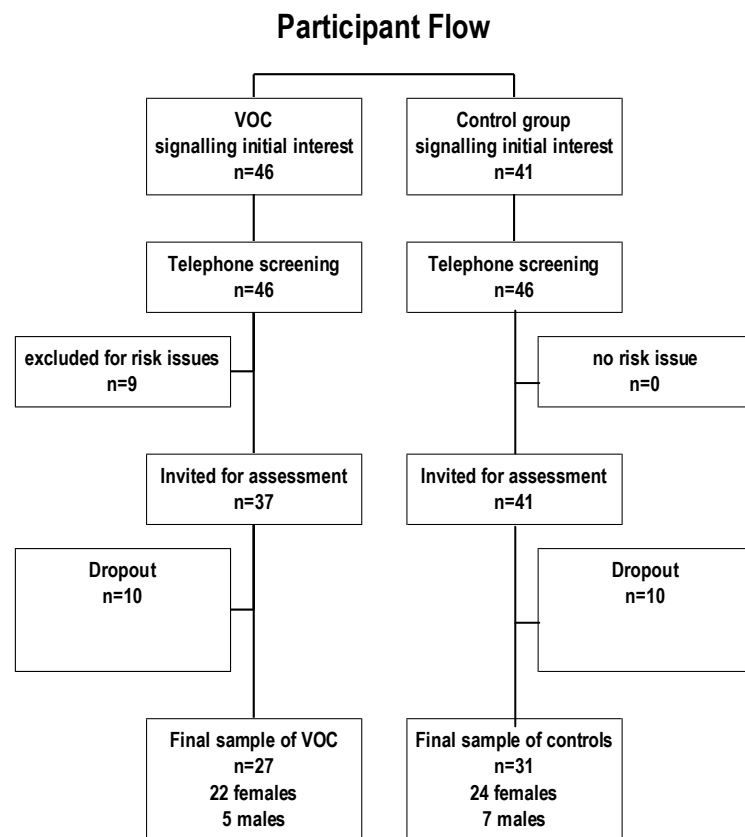 Participant Flow
VOC
signalling initial interest
n=46
Control group
signalling initial interest
n=41
Telephone screening
n=46
Telephone screening
n=46
excluded for risk issues
n=9
no risk issue
n=0
Invited for assessment
n=37
Invited for assessment
n=41
Dropout
n=10
Dropout
n=10
Final sample of VOC
n=27
22 females
5 males
Final sample of controls
n=31
24 females
7 males